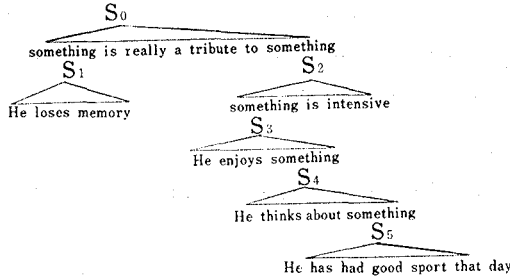 S0
something is really a tribute to something
S1
S2
He loses memory
something is intensive
S3
He enjoys something
S4
He thinks about something
S5
He has had good sport that day